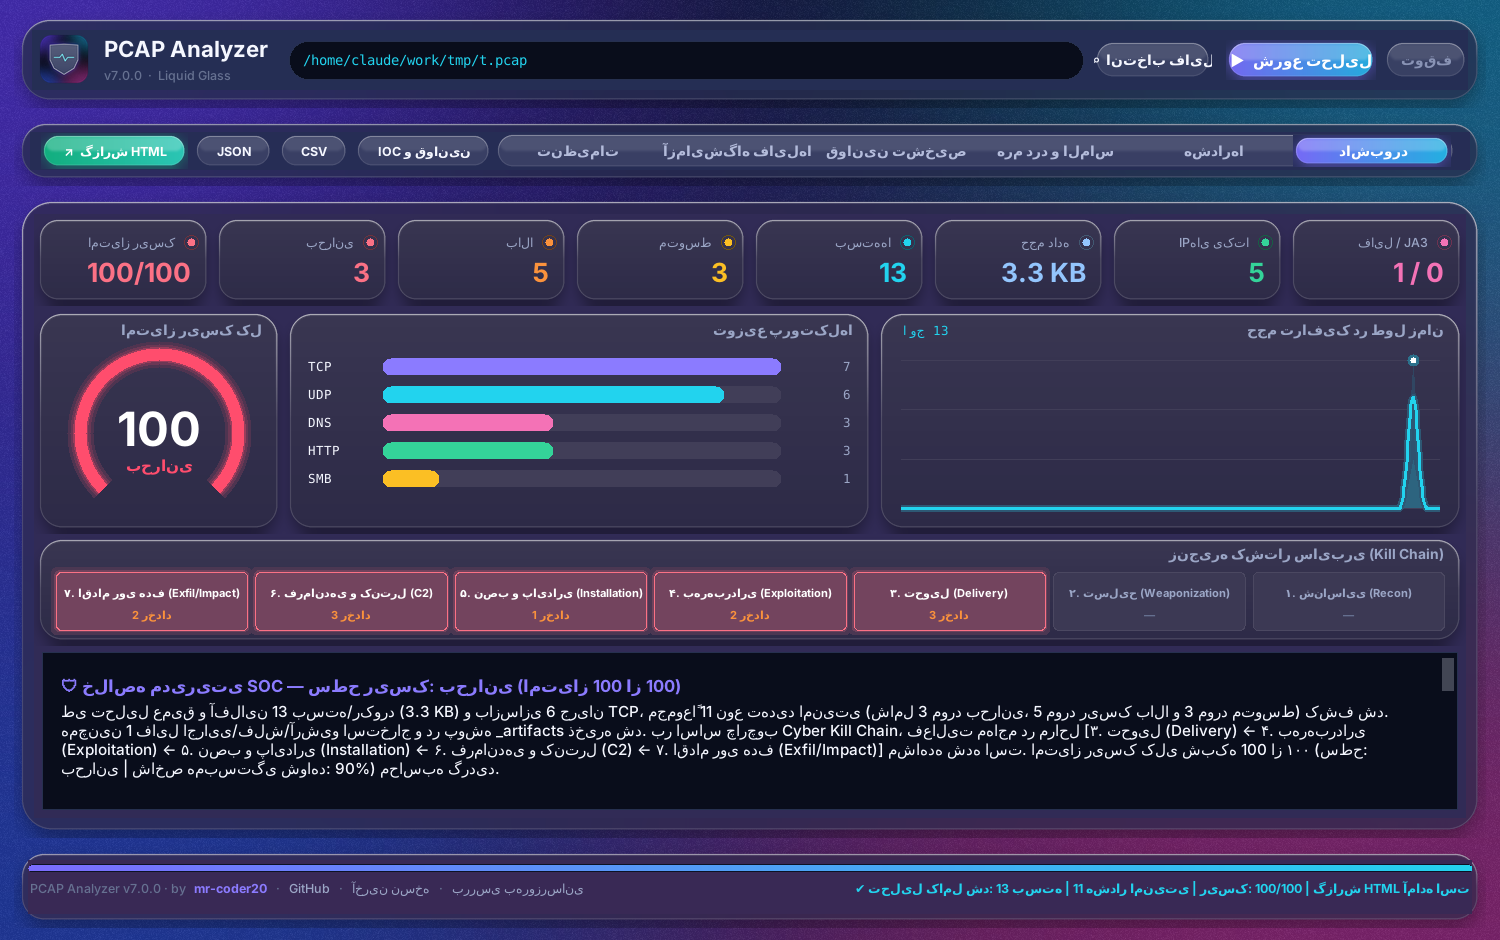 PCAP Analyzer
v7.0.0 · Liquid Glass
/home/claude/work/tmp/t.pcap
انتخاب فایل
▶ شروع تحلیل
توقف
↗ گزارش HTML
JSON
CSV
IOC و قوانین
تنظیمات
آزمایشگاه فایل‌ها
قوانین تشخیص
هرم درد و الماس
هشدارها
داشبورد
امتیاز ریسک
100/100
بحرانی
3
بالا
5
متوسط
3
بسته‌ها
13
حجم داده
3.3 KB
IPهای یکتا
5
فایل / JA3
1 / 0
امتیاز ریسک کل
100
بحرانی
توزیع پروتکل‌ها
TCP 7
UDP 6
DNS 3
HTTP 3
SMB 1
حجم ترافیک در طول زمان
اوج 13
زنجیره کشتار سایبری (Kill Chain)
۷. اقدام روی هدف (Exfil/Impact)
2 رخداد
۶. فرماندهی و کنترل (C2)
3 رخداد
۵. نصب و پایداری (Installation)
1 رخداد
۴. بهره‌برداری (Exploitation)
2 رخداد
۳. تحویل (Delivery)
3 رخداد
۲. تسلیح (Weaponization)
—
۱. شناسایی (Recon)
—
🛡 خلاصه مدیریتی SOC — سطح ریسک: بحرانی (امتیاز 100 از 100)
طی تحلیل عمیق و آفلاین 13 بسته/رکورد (3.3 KB) و بازسازی 6 جریان TCP، مجموعاً 11 نوع تهدید امنیتی (شامل 3 مورد بحرانی، 5 مورد ریسک بالا و 3 مورد متوسط) کشف شد.
همچنین 1 فایل اجرایی/فلش/آرشیو استخراج و در پوشه _artifacts ذخیره شد. بر اساس چارچوب Cyber Kill Chain، فعالیت مهاجم در مراحل [۳. تحویل (Delivery) ← ۴. بهره‌برداری
(Exploitation) ← ۵. نصب و پایداری (Installation) ← ۶. فرماندهی و کنترل (C2) ← ۷. اقدام روی هدف (Exfil/Impact)] مشاهده شده است. امتیاز ریسک کلی شبکه 100 از ۱۰۰ (سطح:
بحرانی | شاخص همبستگی شواهد: 90%) محاسبه گردید.
PCAP Analyzer v7.0.0 · by mr-coder20 · GitHub · آخرین نسخه · بررسی به‌روزرسانی
✔ تحلیل کامل شد: 13 بسته | 11 هشدار امنیتی | ریسک: 100/100 | گزارش HTML آماده است